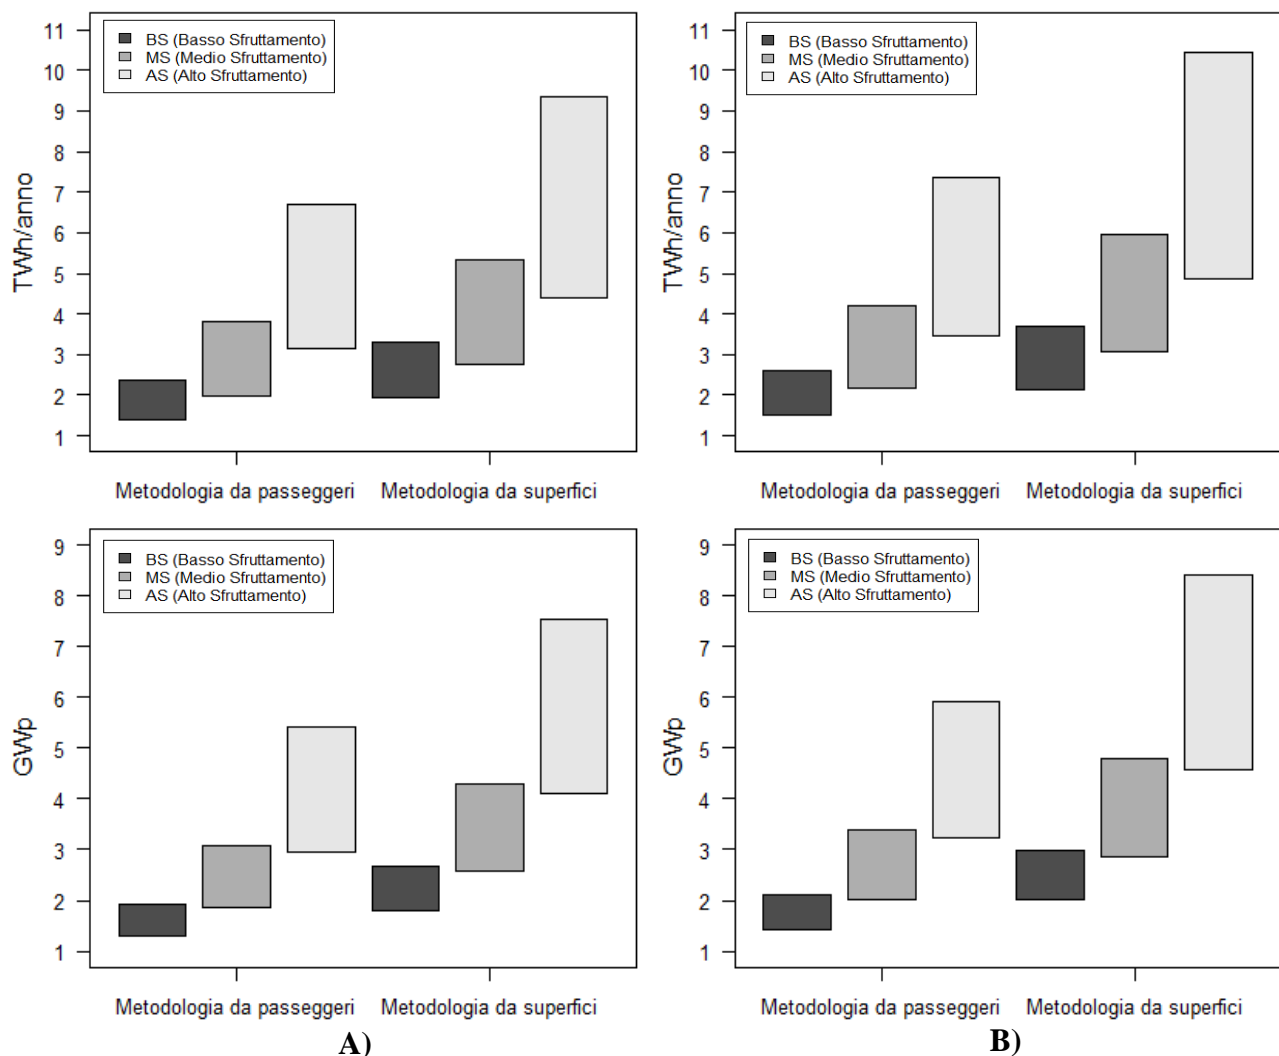 11
10
9
8
7
6
5
4
3
2
1
TWh/anno
BS (Basso Sfruttamento)
MS (Medio Sfruttamento)
AS (Alto Sfruttamento)
Metodologia da passeggeri
Metodologia da superfici
11
10
9
8
7
6
5
4
3
2
1
TWh/anno
BS (Basso Sfruttamento)
MS (Medio Sfruttamento)
AS (Alto Sfruttamento)
Metodologia da passeggeri
Metodologia da superfici
9
8
7
6
5
4
3
2
1
GWp
BS (Basso Sfruttamento)
MS (Medio Sfruttamento)
AS (Alto Sfruttamento)
Metodologia da passeggeri
Metodologia da superfici
A)
9
8
7
6
5
4
3
2
1
GWp
BS (Basso Sfruttamento)
MS (Medio Sfruttamento)
AS (Alto Sfruttamento)
Metodologia da passeggeri
Metodologia da superfici
B)